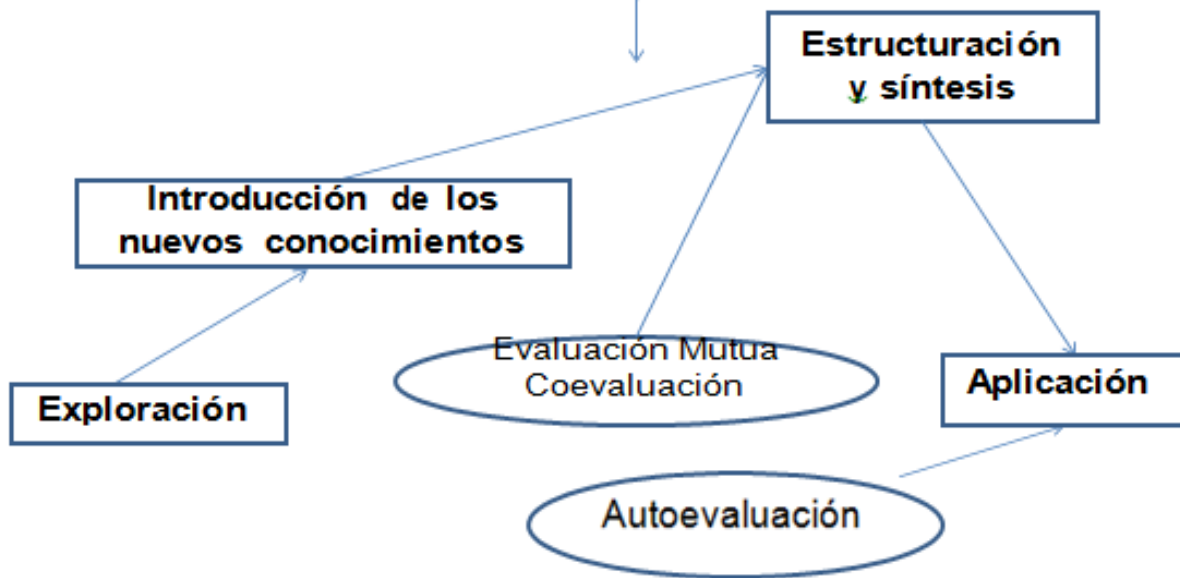 Estructuración
y síntesis
Introducción de los
nuevos conocimientos
Evaluación Mutua
Coevaluación
Exploración
Aplicación
Autoevaluación